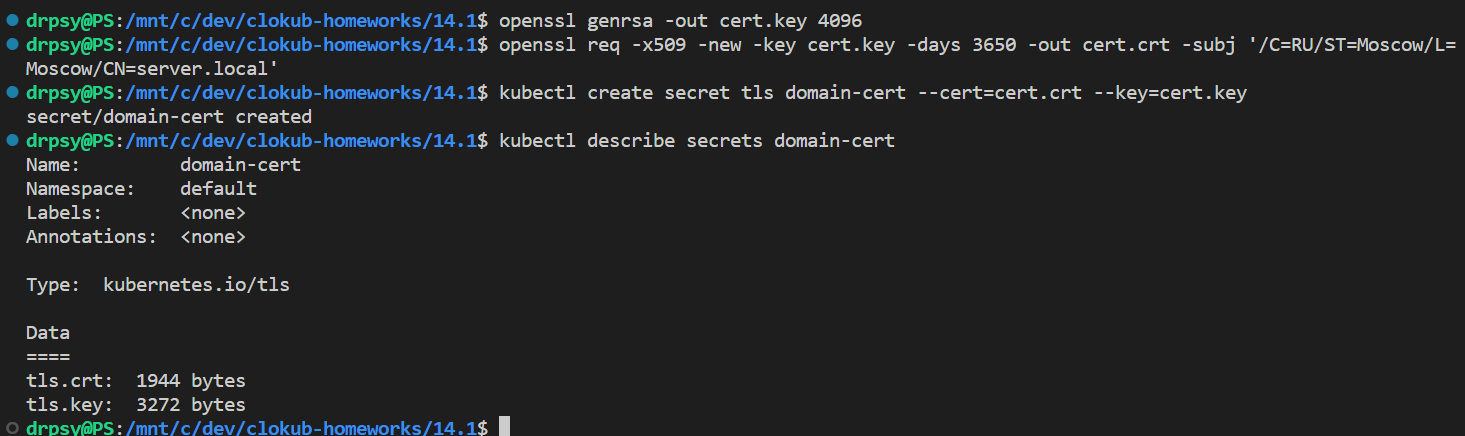 drpsy@PS:/mnt/c/dev/clokub-homeworks/14.1$ openssl genrsa -out cert.key 4096
drpsy@PS:/mnt/c/dev/clokub-homeworks/14.1$ openssl req -x509 -new -key cert.key -days 3650 -out cert.crt -subj '/C=RU/ST=Moscow/L=
Moscow/CN=server.local'
drpsy@PS:/mnt/c/dev/clokub-homeworks/14.1$ kubectl create secret tls domain-cert --cert=cert.crt --key=cert.key
secret/domain-cert created
drpsy@PS:/mnt/c/dev/clokub-homeworks/14.1$ kubectl describe secrets domain-cert
Name:         domain-cert
Namespace:    default
Labels:       <none>
Annotations:  <none>

Type:  kubernetes.io/tls

Data
====
tls.crt:  1944 bytes
tls.key:  3272 bytes
drpsy@PS:/mnt/c/dev/clokub-homeworks/14.1$